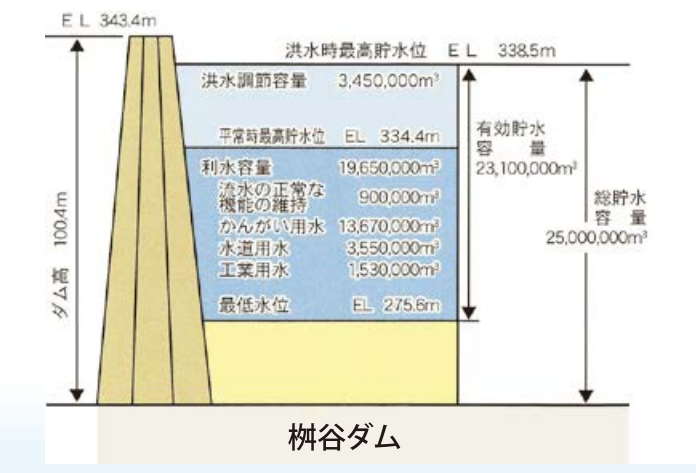 EL 343.4m
洪水時最高貯水位 EL 338.5m
洪水調節容量 3,450,000m³
平常時最高貯水位 EL 334.4m
利水容量 19,650,000m³
流水の正常な
機能の維持 900,000m³
かんがい用水 13,670,000m³
水道用水 3,550,000m³
工業用水 1,530,000m³
最低水位 EL 275.6m
有効貯水
容量
23,100,000m³
総貯水
容量
25,000,000m³
ダム高 100.4m
桝谷ダム